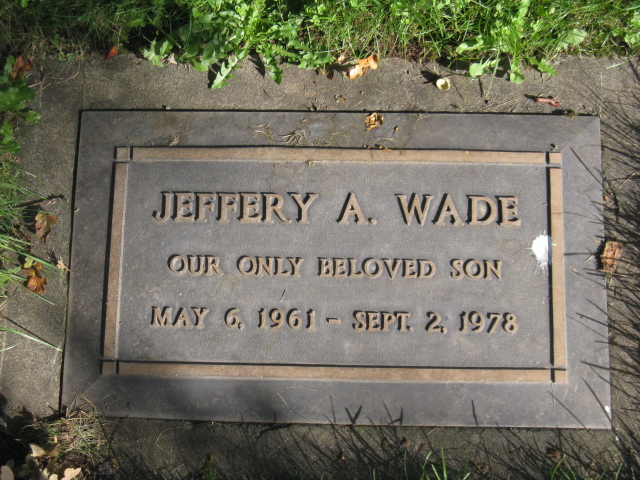 JEFFERY A. WADE
OUR ONLY BELOVED SON
MAY 6, 1961 - SEPT. 2, 1978